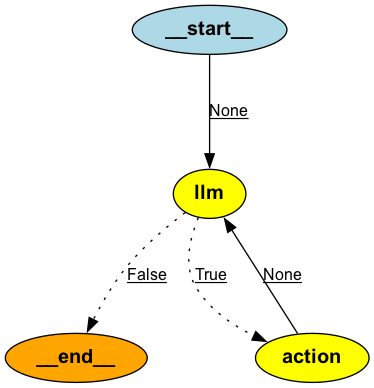 __start__
None
llm
False
True
None
__end__
action